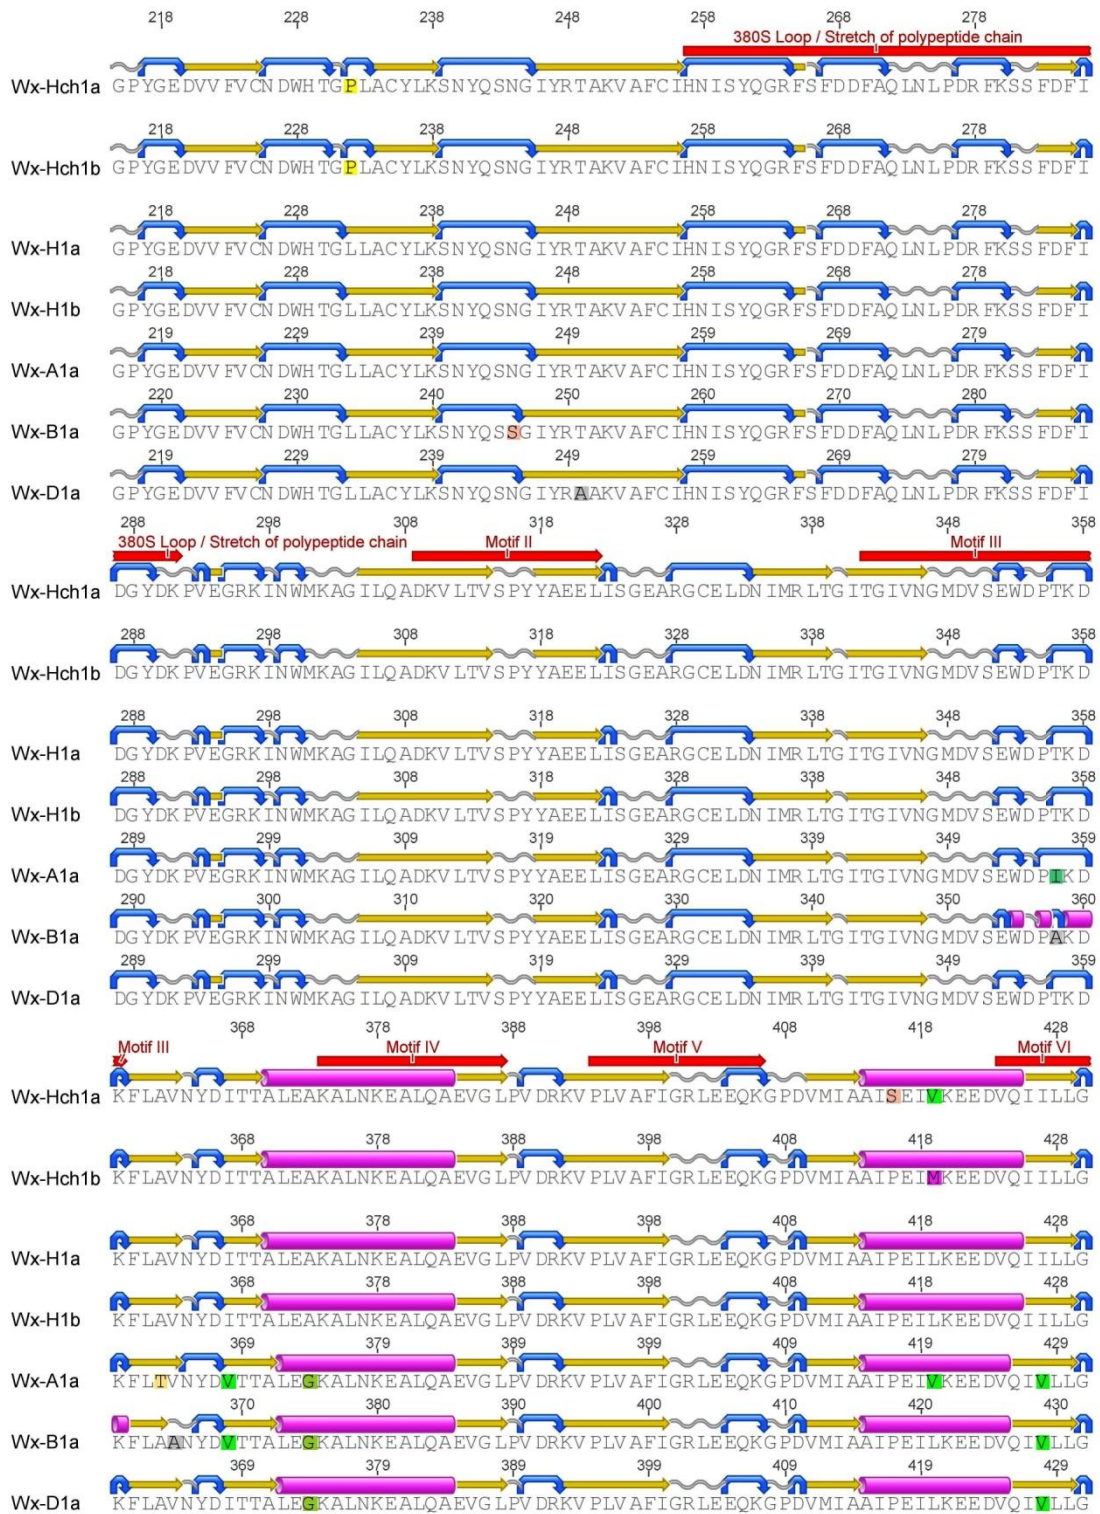 218 228 238 248 258 268 278
380S Loop / Stretch of polypeptide chain
Wx-Hch1a GPYGEDVVFVCNDWHTGPLACYLKSNYQSNGIYRTAKVAFCIHNISYQGRFSFDDFAQLNLPDRFKSSFDFI
218 228 238 248 258 268 278
Wx-Hch1b GPYGEDVVFVCNDWHTGPLACYLKSNYQSNGIYRTAKVAFCIHNISYQGRFSFDDFAQLNLPDRFKSSFDFI
218 228 238 248 258 268 278
Wx-H1a GPYGEDVVFVCNDWHTGLLACYLKSNYQSNGIYRTAKVAFCIHNISYQGRFSFDDFAQLNLPDRFKSSFDFI
218 228 238 248 258 268 278
Wx-H1b GPYGEDVVFVCNDWHTGLLACYLKSNYQSNGIYRTAKVAFCIHNISYQGRFSFDDFAQLNLPDRFKSSFDFI
219 229 239 249 259 269 279
Wx-A1a GPYGEDVVFVCNDWHTGLLACYLKSNYQSNGIYRTAKVAFCIHNISYQGRFSFDDFAQLNLPDRFKSSFDFI
220 230 240 250 260 270 280
Wx-B1a GPYGEDVVFVCNDWHTGLLACYLKSNYQSSGIYRTAKVAFCIHNISYQGRFSFDDFAQLNLPDRFKSSFDFI
219 229 239 249 259 269 279
Wx-D1a GPYGEDVVFVCNDWHTGLLACYLKSNYQSNGIYRAAKVAFCIHNISYQGRFSFDDFAQLNLPDRFKSSFDFI
288 298 308 318 328 338 348 358
380S Loop / Stretch of polypeptide chain Motif II Motif III
Wx-Hch1a DGYDKPVEGRKINWMKAGILQADKVLTVSPYYAEELISGEARGCELDNIMRLTGITGIVNGMDVSEWDPTKD
288 298 308 318 328 338 348 358
Wx-Hch1b DGYDKPVEGRKINWMKAGILQADKVLTVSPYYAEELISGEARGCELDNIMRLTGITGIVNGMDVSEWDPTKD
288 298 308 318 328 338 348 358
Wx-H1a DGYDKPVEGRKINWMKAGILQADKVLTVSPYYAEELISGEARGCELDNIMRLTGITGIVNGMDVSEWDPTKD
288 298 308 318 328 338 348 358
Wx-H1b DGYDKPVEGRKINWMKAGILQADKVLTVSPYYAEELISGEARGCELDNIMRLTGITGIVNGMDVSEWDPTKD
289 299 309 319 329 339 349 359
Wx-A1a DGYDKPVEGRKINWMKAGILQADKVLTVSPYYAEELISGEARGCELDNIMRLTGITGIVNGMDVSEWDPIKD
290 300 310 320 330 340 350 360
Wx-B1a DGYDKPVEGRKINWMKAGILQADKVLTVSPYYAEELISGEARGCELDNIMRLTGITGIVNGMDVSEWDPAKD
289 299 309 319 329 339 349 359
Wx-D1a DGYDKPVEGRKINWMKAGILQADKVLTVSPYYAEELISGEARGCELDNIMRLTGITGIVNGMDVSEWDPTKD
368 378 388 398 408 418 428
Motif III Motif IV Motif V Motif VI
Wx-Hch1a KFLAVNYDITTALEAKALNKEALQAEVGLPVDRKVPLVAFIGRLEEQKGPDVMIAAISEIVKEEDVQIILLG
368 378 388 398 408 418 428
Wx-Hch1b KFLAVNYDITTALEAKALNKEALQAEVGLPVDRKVPLVAFIGRLEEQKGPDVMIAAIPEIMKEEDVQIILLG
368 378 388 398 408 418 428
Wx-H1a KFLAVNYDITTALEAKALNKEALQAEVGLPVDRKVPLVAFIGRLEEQKGPDVMIAAIPEILKEEDVQIILLG
368 378 388 398 408 418 428
Wx-H1b KFLAVNYDITTALEAKALNKEALQAEVGLPVDRKVPLVAFIGRLEEQKGPDVMIAAIPEILKEEDVQIILLG
369 379 389 399 409 419 429
Wx-A1a KFLTVNYDVTTALEGKALNKEALQAEVGLPVDRKVPLVAFIGRLEEQKGPDVMIAAIPEIVKEEDVQIVLLG
370 380 390 400 410 420 430
Wx-B1a KFLAANYDVTTALEGKALNKEALQAEVGLPVDRKVPLVAFIGRLEEQKGPDVMIAAIPEILKEEDVQIVLLG
369 379 389 399 409 419 429
Wx-D1a KFLAVNYDITTALEGKALNKEALQAEVGLPVDRKVPLVAFIGRLEEQKGPDVMIAAIPEILKEEDVQIVLLG